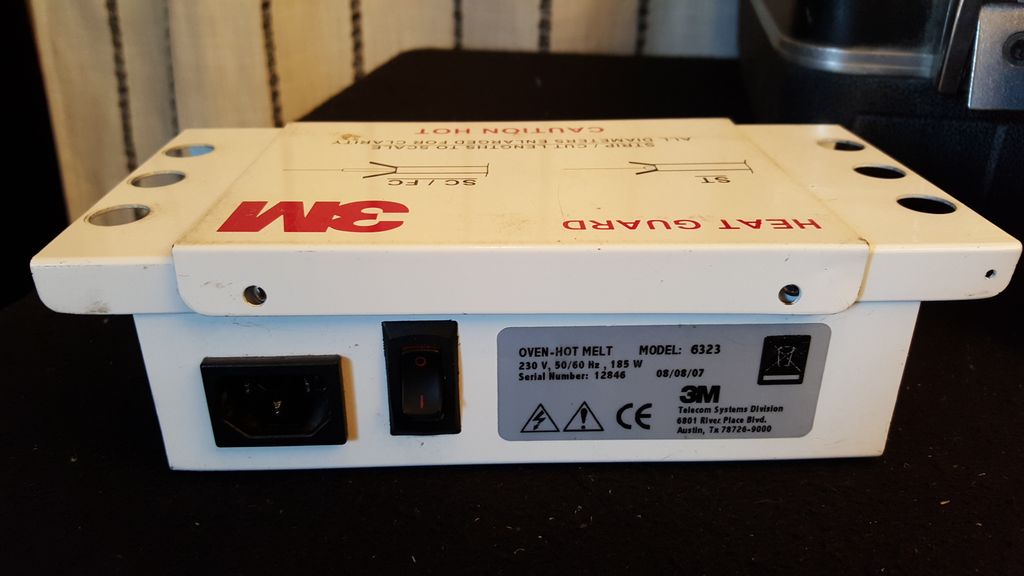 HEAT GUARD
3M
ST
SC / FC
STRIP / CUT LENGTHS TO SCALE
ALL DIAMETERS ENLARGED FOR CLARITY
CAUTION HOT
OVEN-HOT MELT MODEL: 6323
230 V, 50/60 Hz , 185 W
Serial Number: 12846 08/08/07
3M
Telecom Systems Division
6801 River Place Blvd.
Austin, Tx 78726-9000
CE